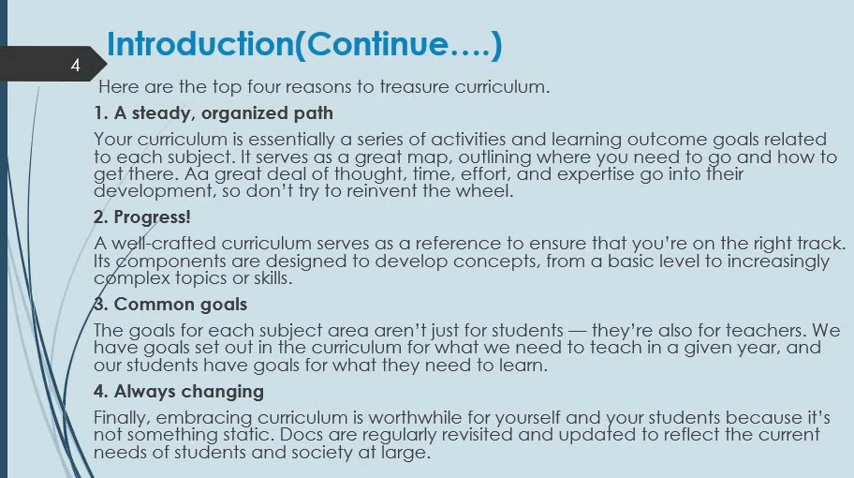 Introduction(Continue….)
4
Here are the top four reasons to treasure curriculum.
1. A steady, organized path
Your curriculum is essentially a series of activities and learning outcome goals related
to each subject. It serves as a great map, outlining where you need to go and how to
get there. Aa great deal of thought, time, effort, and expertise go into their
development, so don’t try to reinvent the wheel.
2. Progress!
A well-crafted curriculum serves as a reference to ensure that you’re on the right track.
Its components are designed to develop concepts, from a basic level to increasingly
complex topics or skills.
3. Common goals
The goals for each subject area aren’t just for students — they’re also for teachers. We
have goals set out in the curriculum for what we need to teach in a given year, and
our students have goals for what they need to learn.
4. Always changing
Finally, embracing curriculum is worthwhile for yourself and your students because it’s
not something static. Docs are regularly revisited and updated to reflect the current
needs of students and society at large.